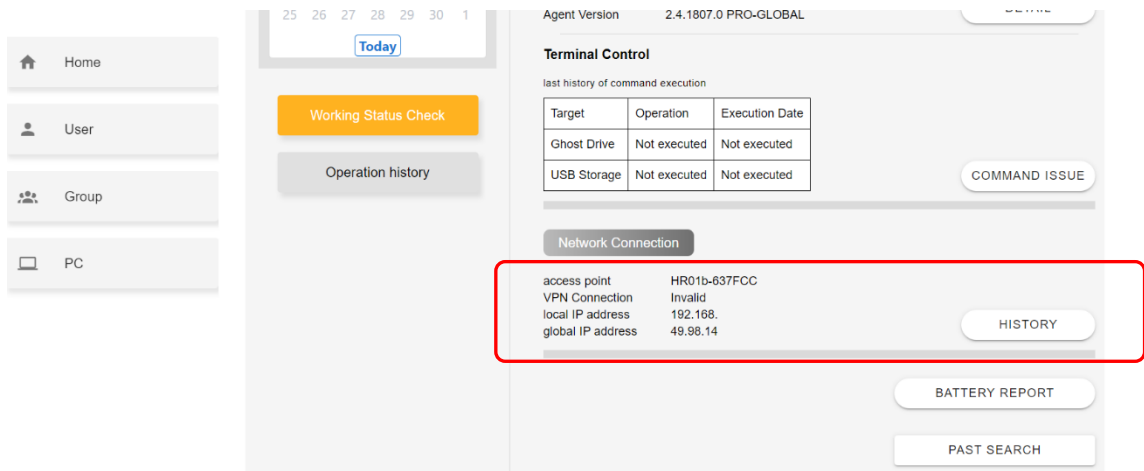 Home
User
Group
PC
25 26 27 28 29 30 1
Today
Working Status Check
Operation history
Agent Version 2.4.1807.0 PRO-GLOBAL
Terminal Control
last history of command execution
Target Operation Execution Date
Ghost Drive Not executed Not executed
USB Storage Not executed Not executed
COMMAND ISSUE
Network Connection
access point HR01b-637FCC
VPN Connection Invalid
local IP address 192.168.
global IP address 49.98.14
HISTORY
BATTERY REPORT
PAST SEARCH